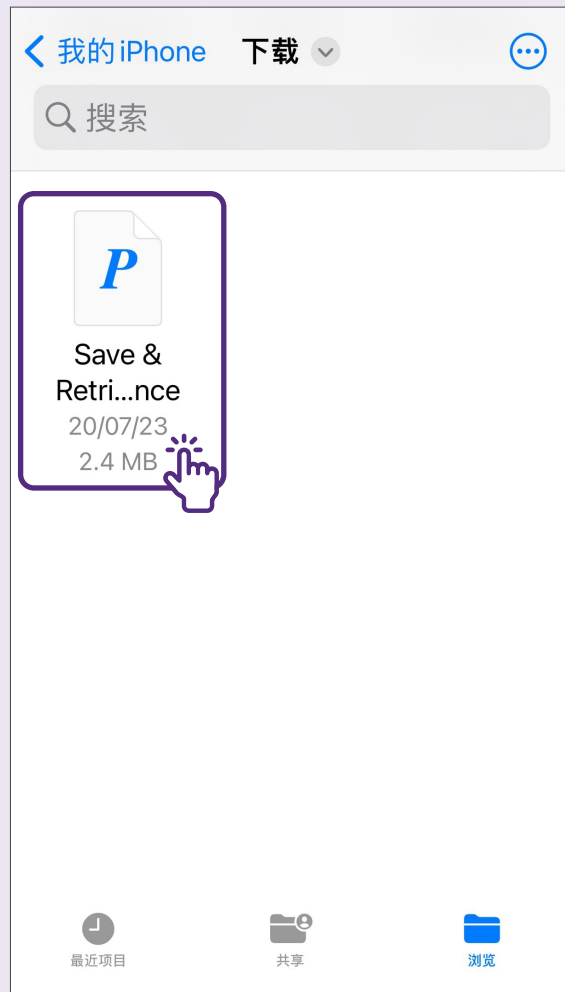 我的iPhone 下载
搜索
P
Save &
Retri...nce
20/07/23
2.4 MB
最近项目 共享 浏览